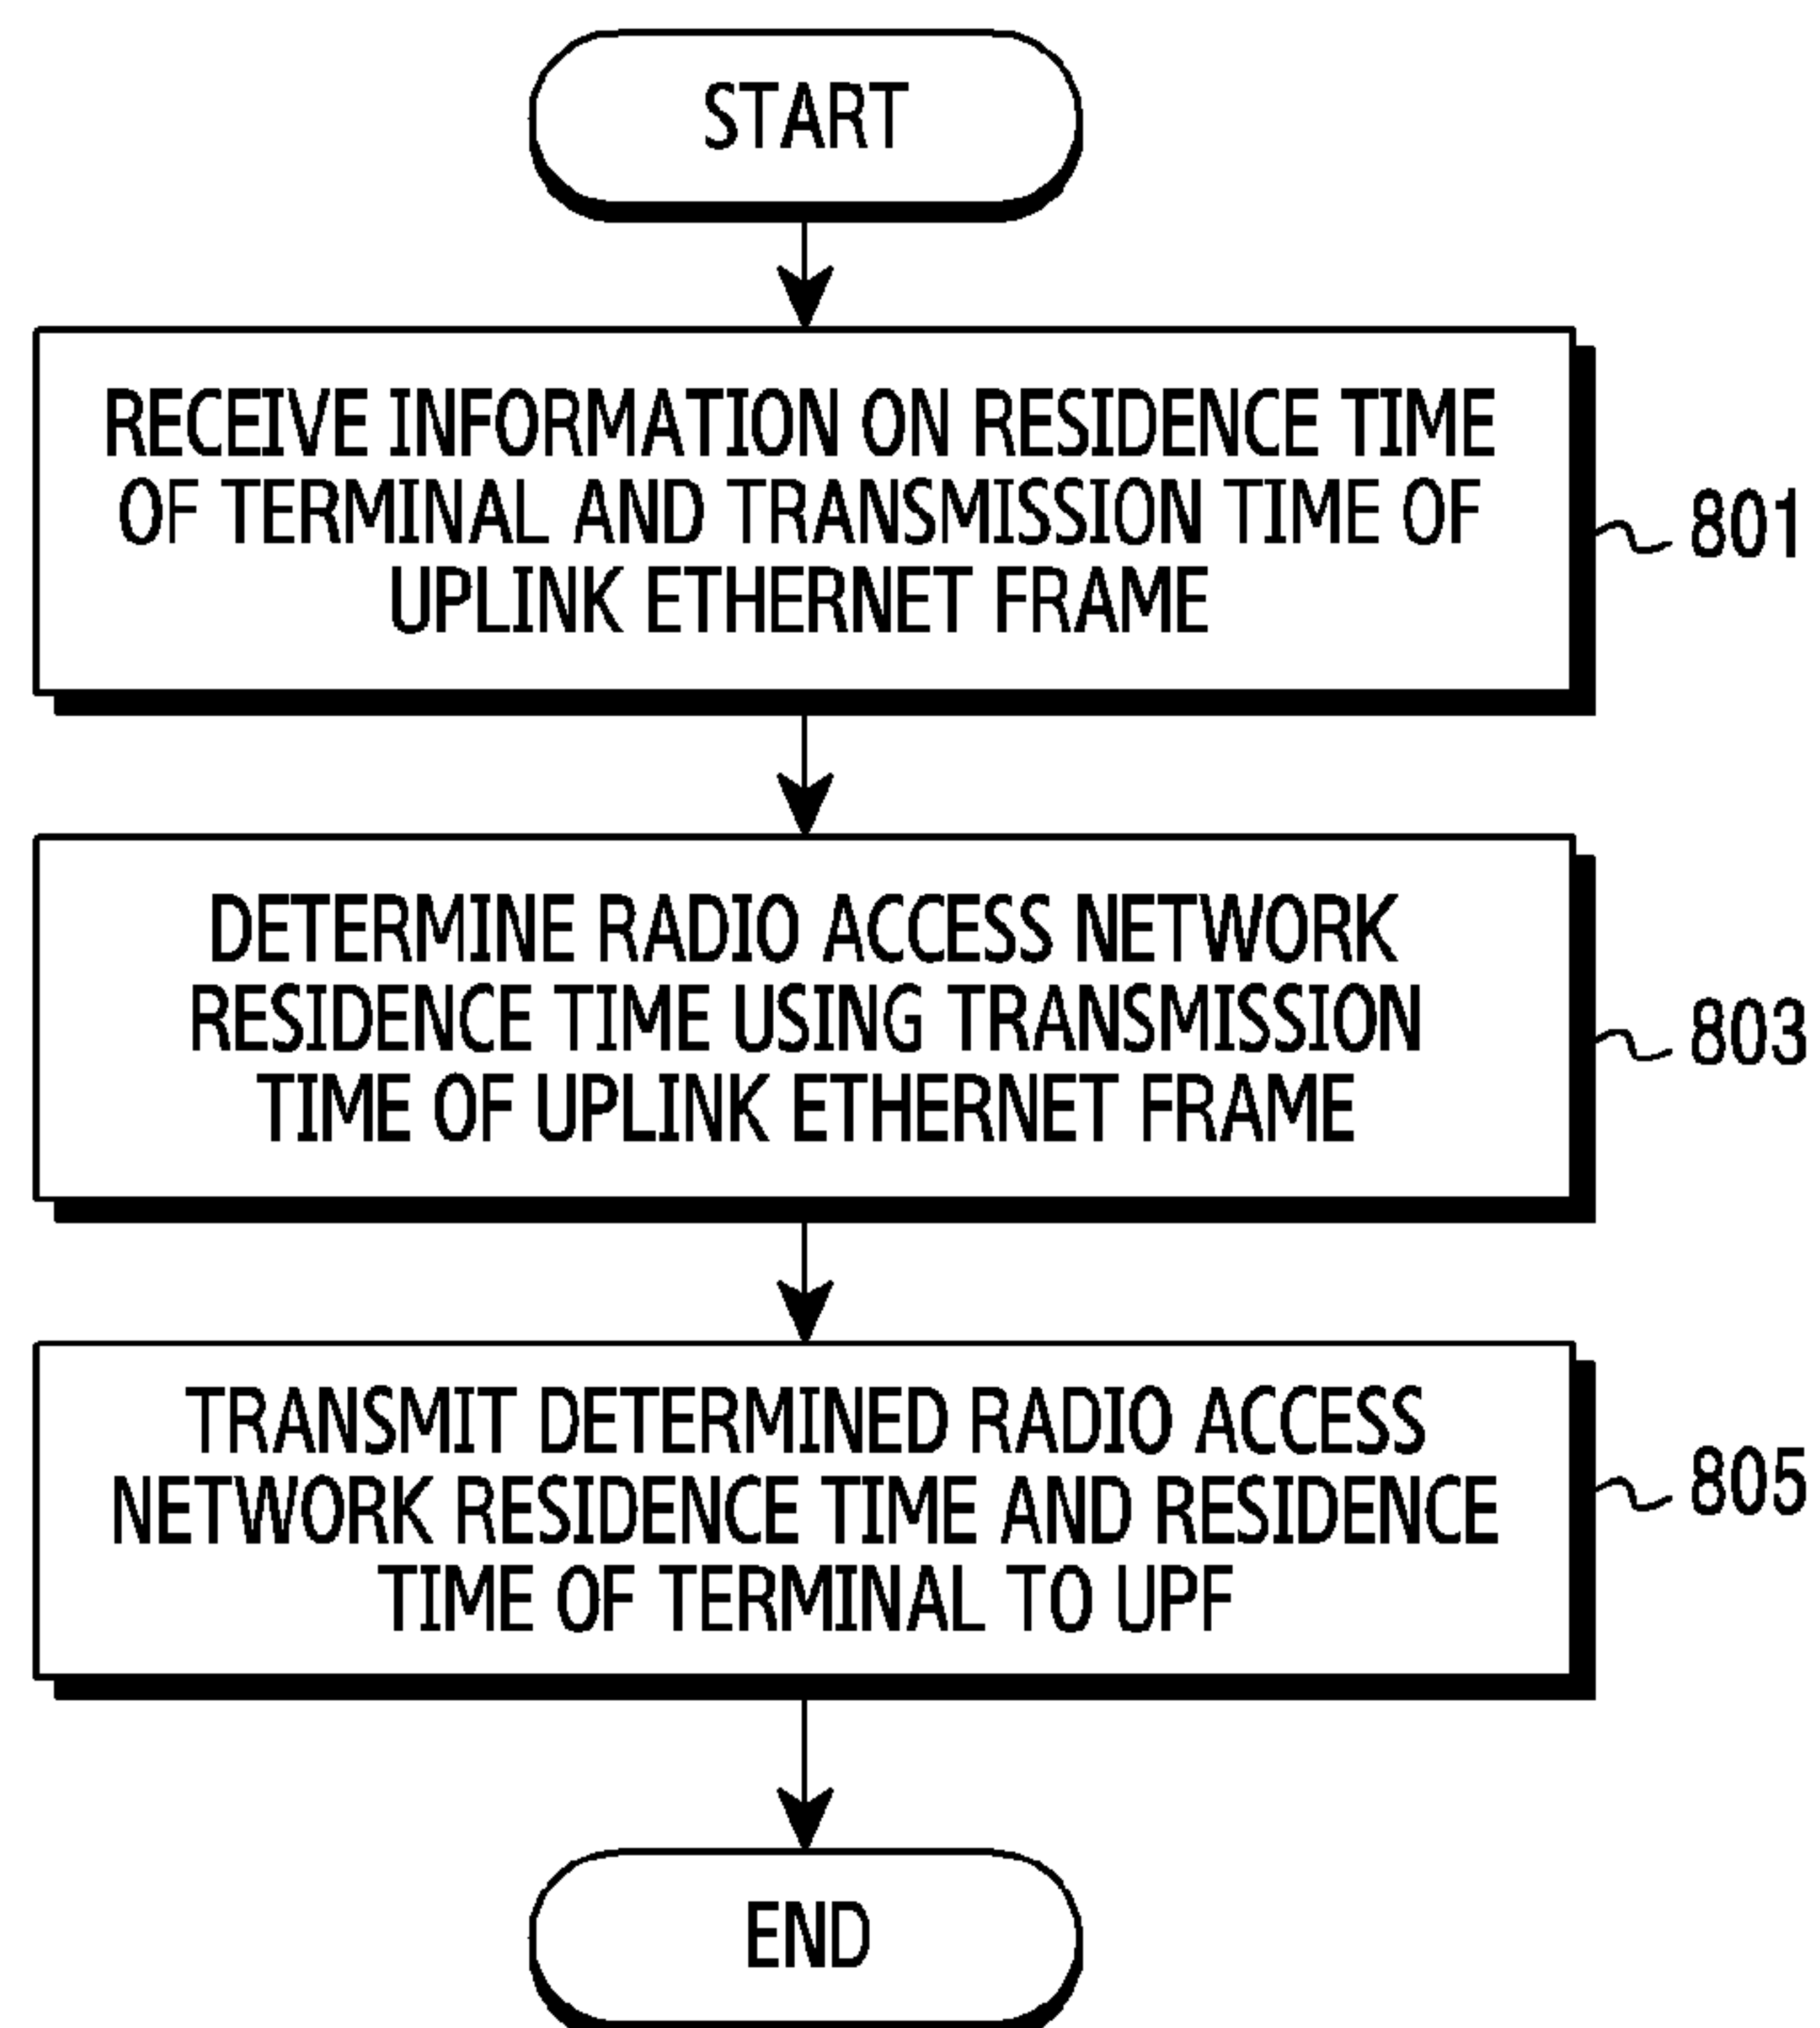 START
RECEIVE INFORMATION ON RESIDENCE TIME
OF TERMINAL AND TRANSMISSION TIME OF
UPLINK ETHERNET FRAME
801
DETERMINE RADIO ACCESS NETWORK
RESIDENCE TIME USING TRANSMISSION
TIME OF UPLINK ETHERNET FRAME
803
TRANSMIT DETERMINED RADIO ACCESS
NETWORK RESIDENCE TIME AND RESIDENCE
TIME OF TERMINAL TO UPF
805
END